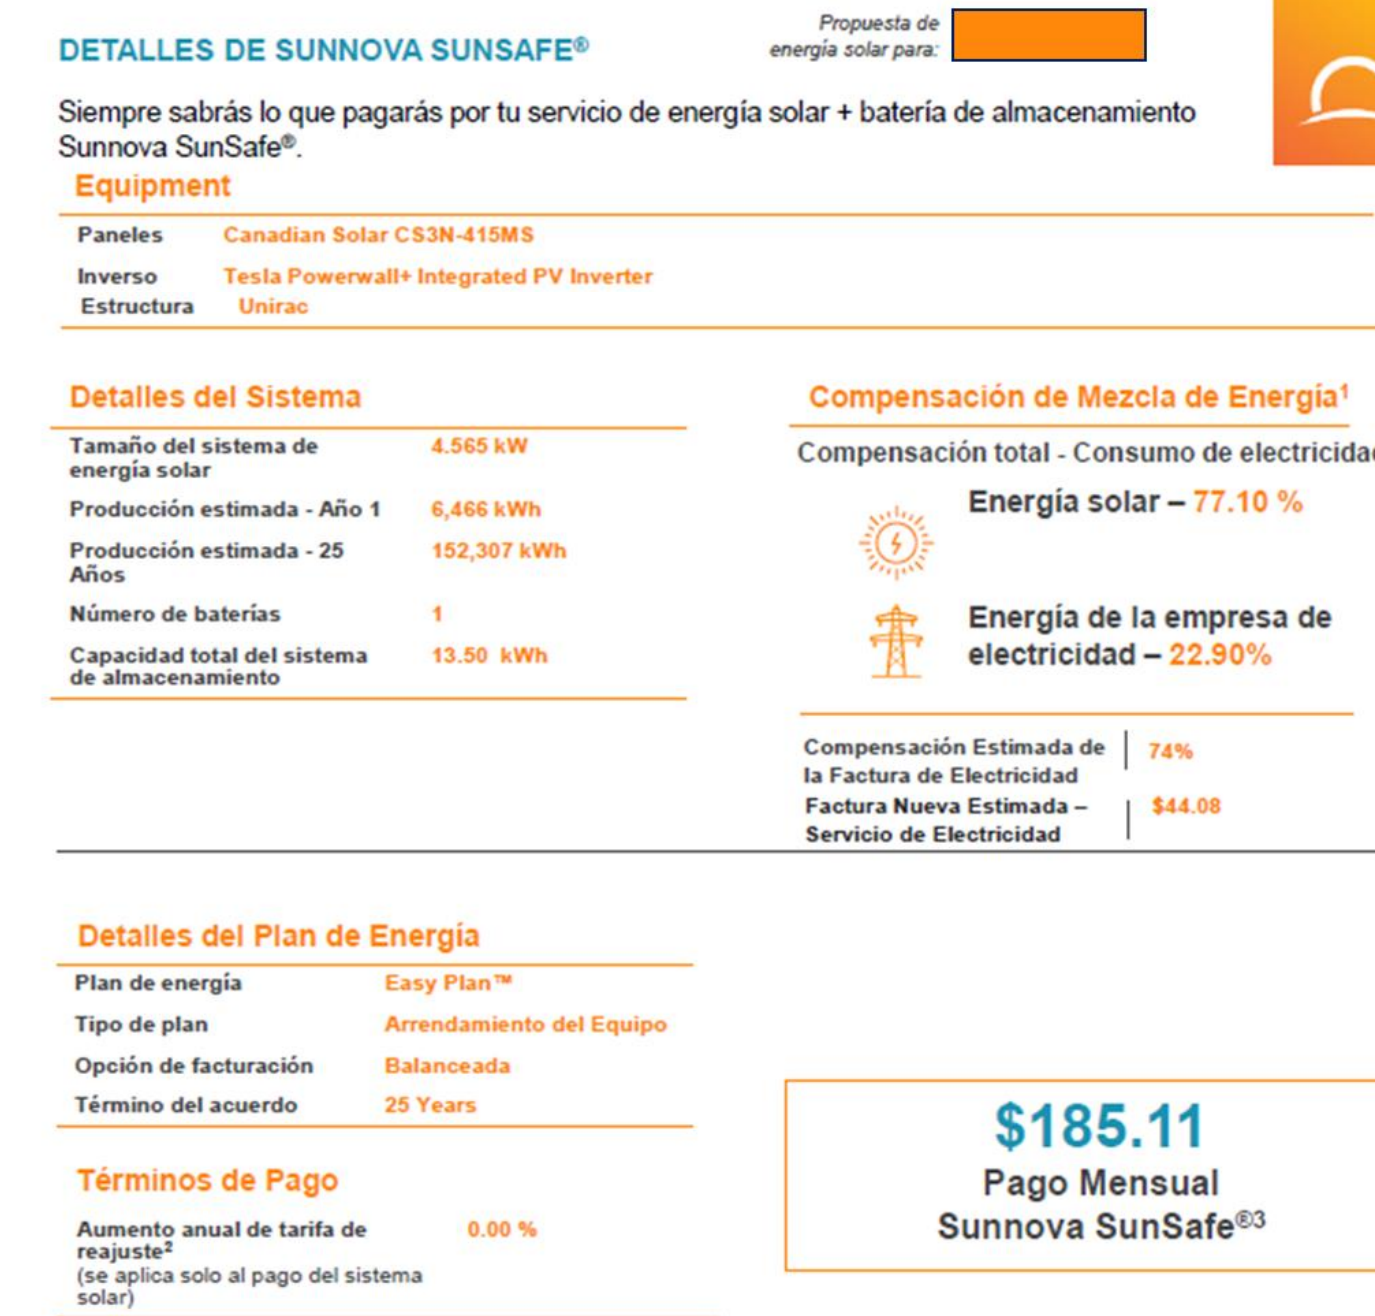 Propuesta de
energía solar para:
DETALLES DE SUNNOVA SUNSAFE®
Siempre sabrás lo que pagarás por tu servicio de energía solar + batería de almacenamiento
Sunnova SunSafe®.
Equipment
Paneles Canadian Solar CS3N-415MS
Inverso Tesla Powerwall+ Integrated PV Inverter
Estructura Unirac
Detalles del Sistema
Tamaño del sistema de 4.565 kW
energía solar
Producción estimada - Año 1 6,466 kWh
Producción estimada - 25 152,307 kWh
Años
Número de baterías 1
Capacidad total del sistema 13.50 kWh
de almacenamiento
Compensación de Mezcla de Energía¹
Compensación total - Consumo de electricidad
Energía solar – 77.10 %
Energía de la empresa de
electricidad – 22.90%
Compensación Estimada de 74%
la Factura de Electricidad
Factura Nueva Estimada – $44.08
Servicio de Electricidad
Detalles del Plan de Energía
Plan de energía Easy Plan™
Tipo de plan Arrendamiento del Equipo
Opción de facturación Balanceada
Término del acuerdo 25 Years
Términos de Pago
Aumento anual de tarifa de 0.00 %
reajuste²
(se aplica solo al pago del sistema
solar)
$185.11
Pago Mensual
Sunnova SunSafe®³